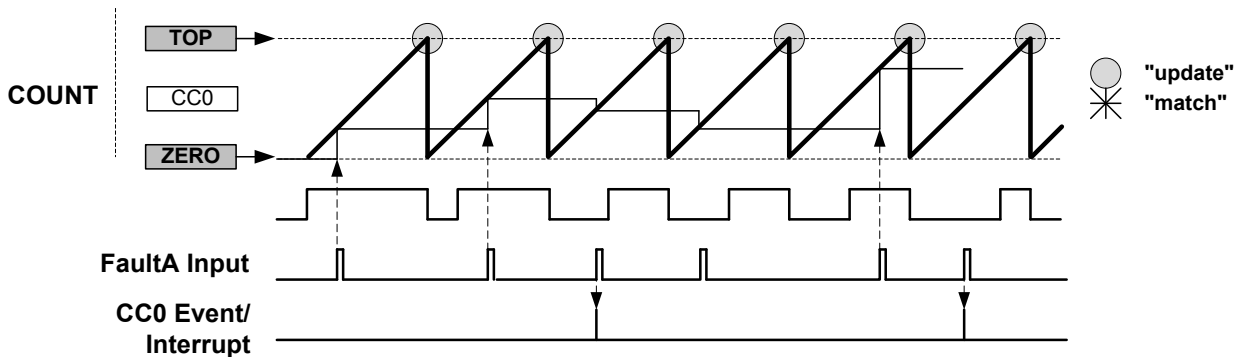 TOP
COUNT
CC0
ZERO
"update"
"match"
FaultA Input
CC0 Event/
Interrupt